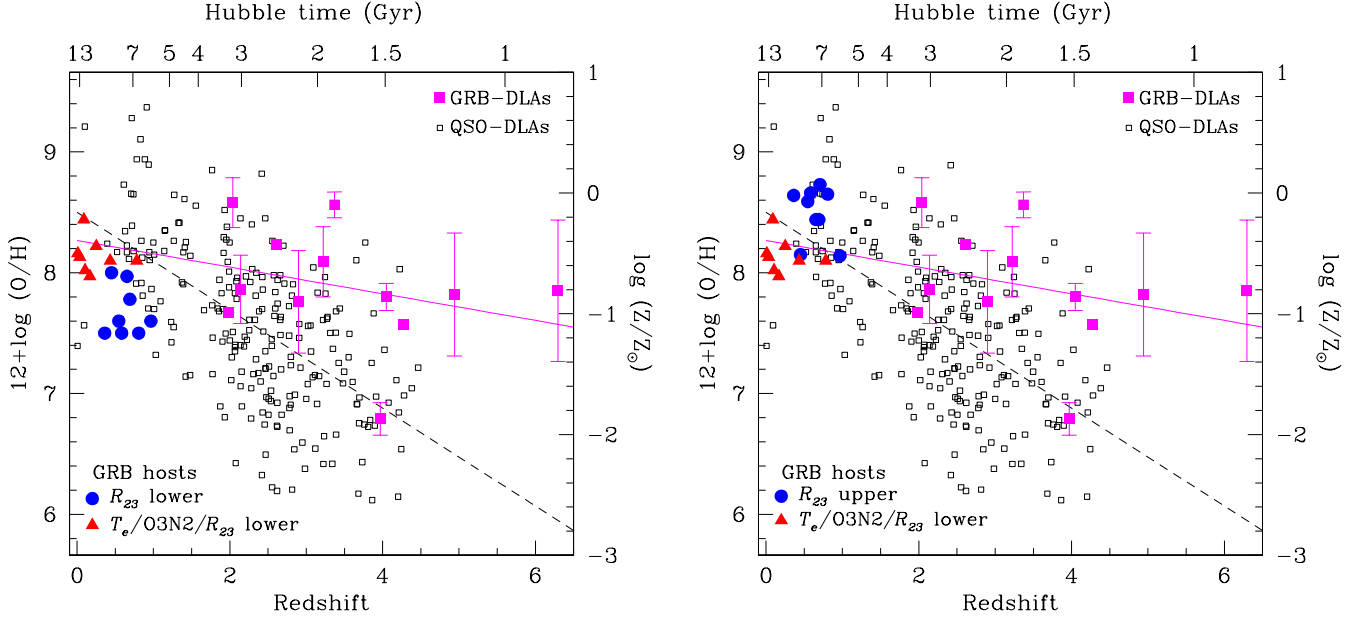 Hubble time (Gyr)
13 7 5 4 3 2 1.5 1
GRB−DLAs
QSO−DLAs
12+log (O/H)
9
8
7
6
1
0
−1
−2
−3
log (Z/Z⊙)
GRB hosts
R23 lower
Te/O3N2/R23 lower
0 2 4 6
Redshift
Hubble time (Gyr)
13 7 5 4 3 2 1.5 1
GRB−DLAs
QSO−DLAs
12+log (O/H)
9
8
7
6
1
0
−1
−2
−3
log (Z/Z⊙)
GRB hosts
R23 upper
Te/O3N2/R23 lower
0 2 4 6
Redshift